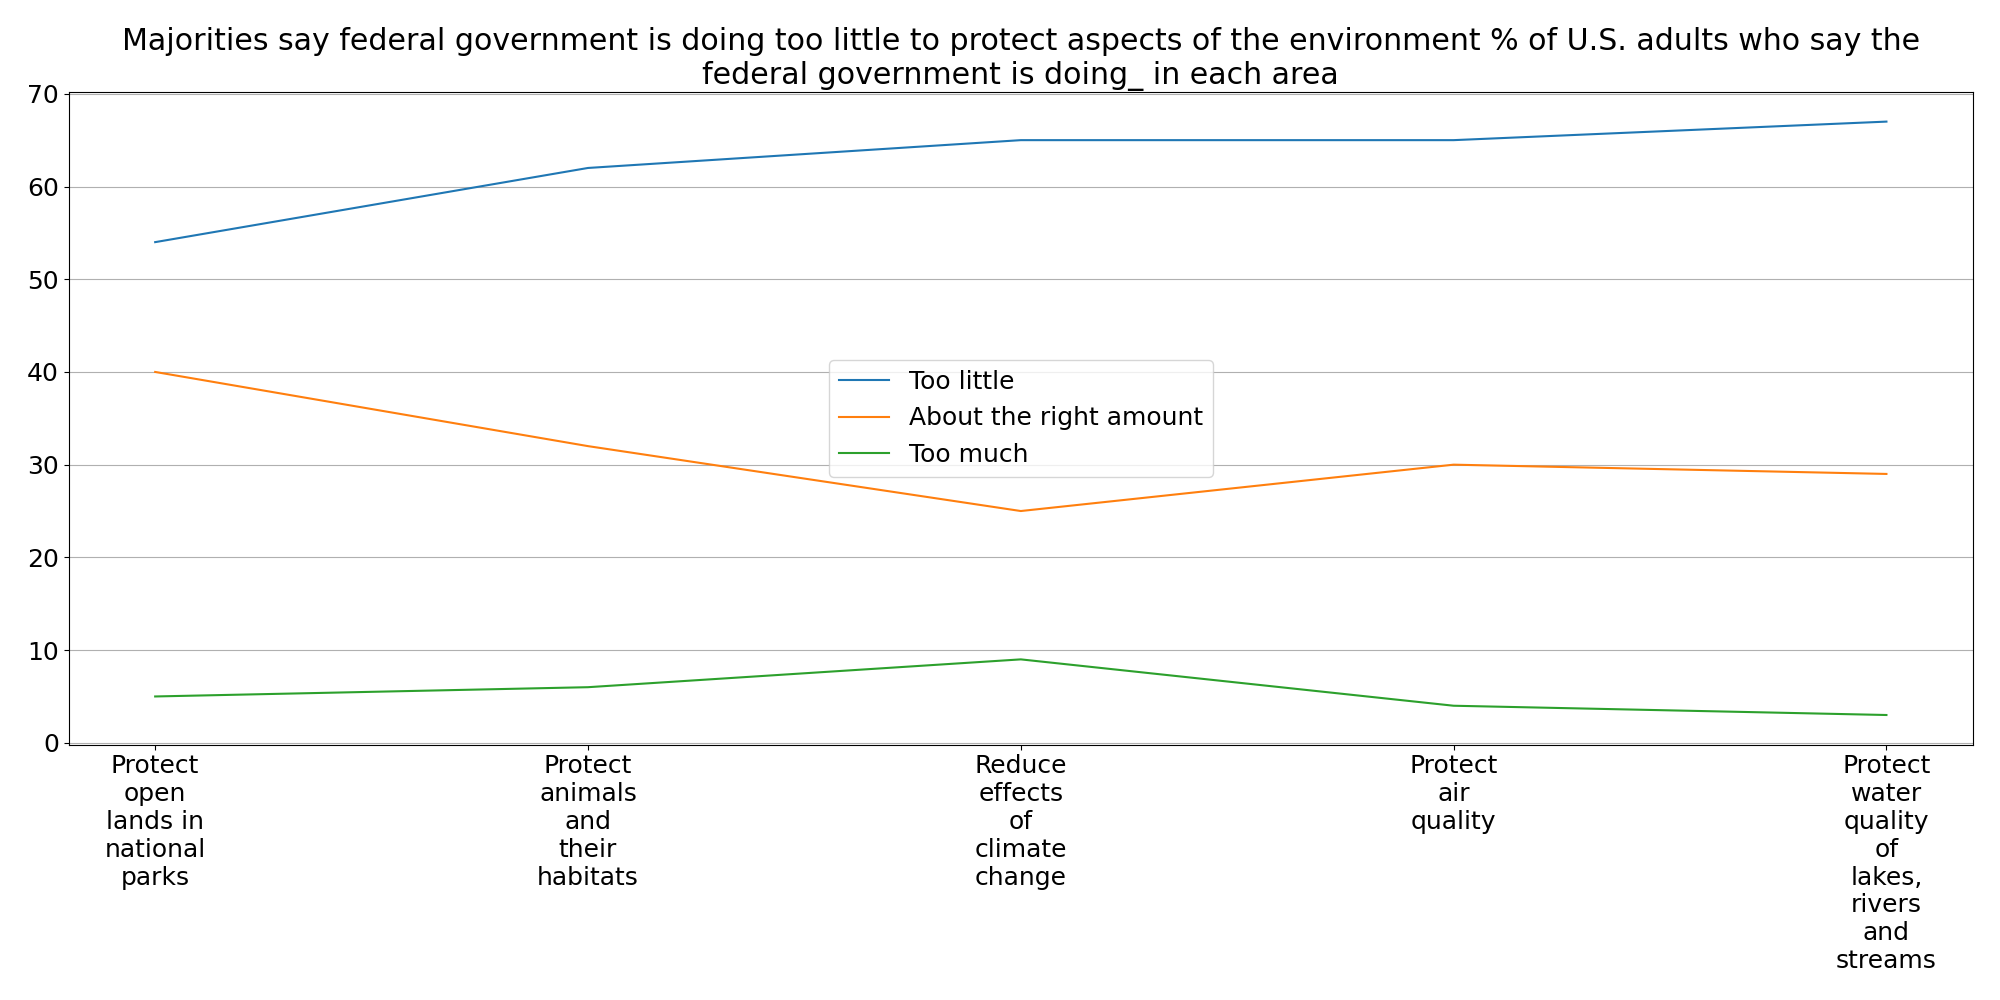 Majorities say federal government is doing too little to protect aspects of the environment % of U.S. adults who say the
federal government is doing_ in each area
70
60
50
40
30
20
10
0
Too little
About the right amount
Too much
Protect
open
lands in
national
parks
Protect
animals
and
their
habitats
Reduce
effects
of
climate
change
Protect
air
quality
Protect
water
quality
of
lakes,
rivers
and
streams